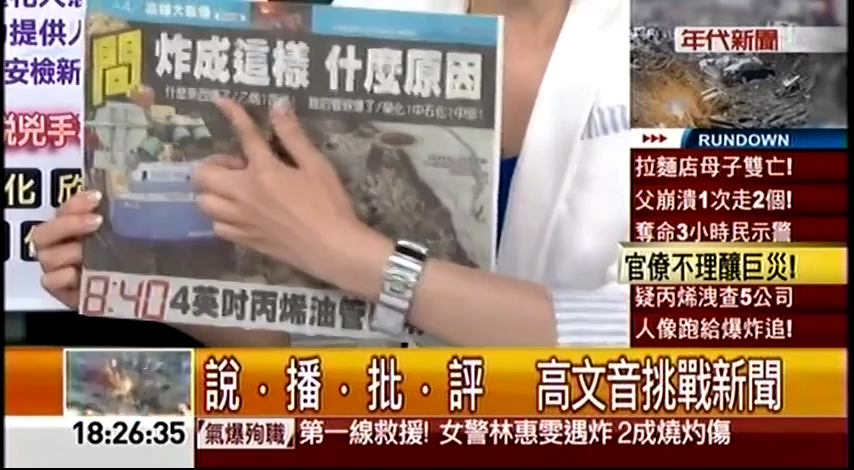 高雄大氣爆
問 炸成這樣 什麼原因
8:40 4英吋丙烯油管
提供人
安檢新
說兇手
化 欣
年代新聞
RUNDOWN
拉麵店母子雙亡!
父崩潰1次走2個!
奪命3小時民示警
官僚不理釀巨災!
疑丙烯洩查5公司
人像跑給爆炸追!
說・播・批・評 高文音挑戰新聞
18:26:35
氣爆殉職 第一線救援! 女警林惠雯遇炸 2成燒灼傷